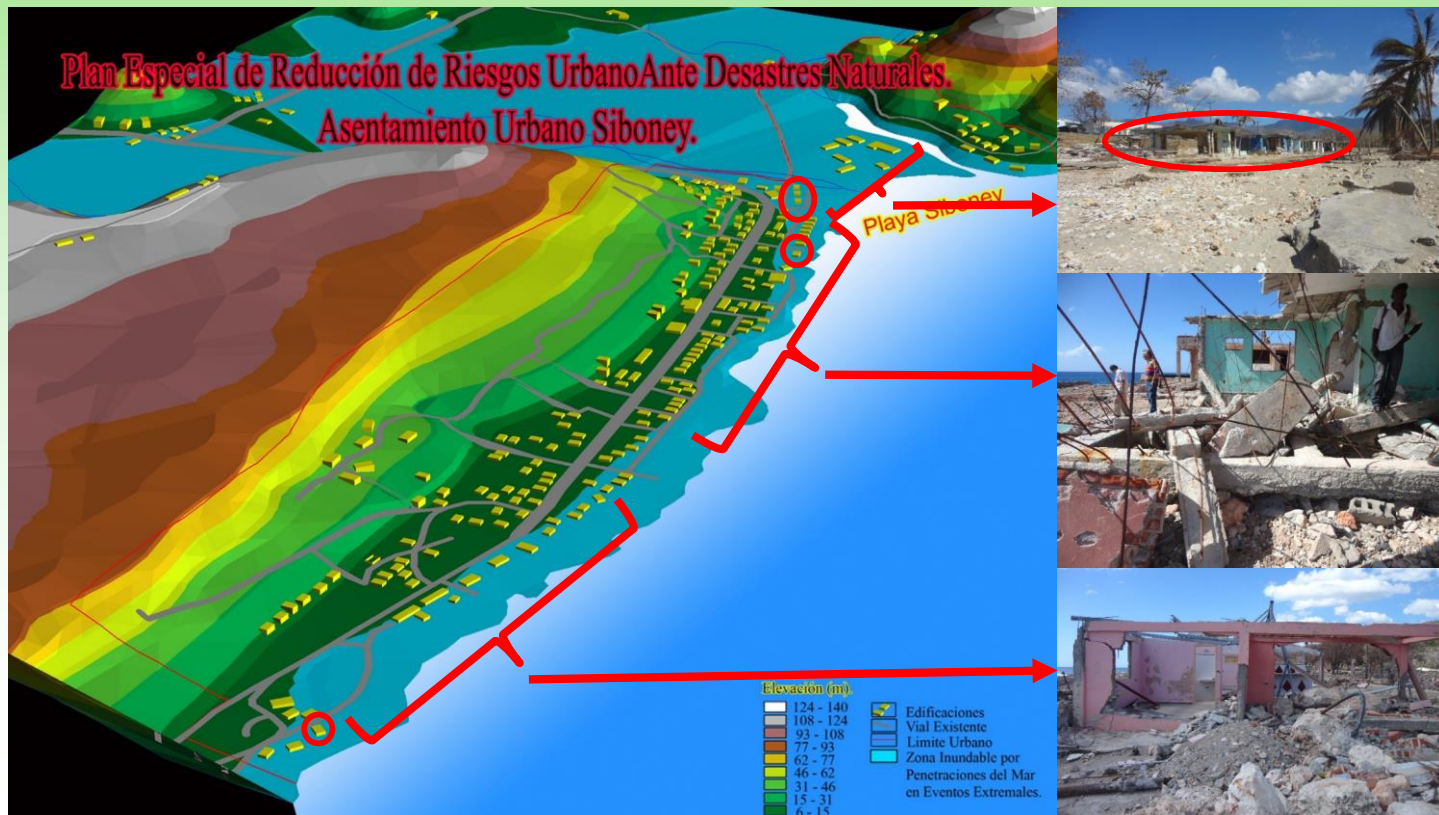 Plan Especial de Reducción de Riesgos UrbanoAnte Desastres Naturales.
Asentamiento Urbano Siboney.
Playa Siboney
Elevación (m).
124 - 140
108 - 124
93 - 108
77 - 93
62 - 77
46 - 62
31 - 46
15 - 31
6 - 15
Edificaciones
Vial Existente
Limite Urbano
Zona Inundable por
Penetraciones del Mar
en Eventos Extremales.